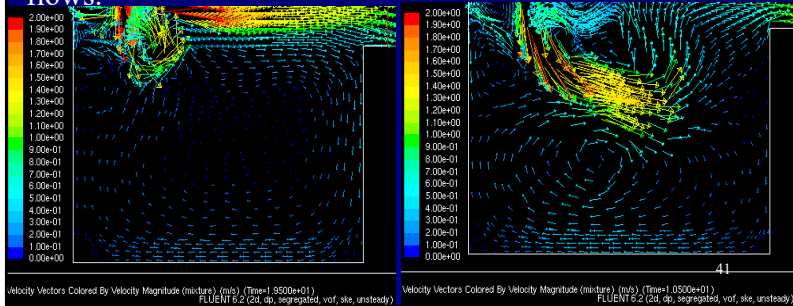 nows:
2.00e+00
1.90e+00
1.80e+00
1.70e+00
1.60e+00
1.50e+00
1.40e+00
1.30e+00
1.20e+00
1.10e+00
1.00e+00
9.00e-01
8.00e-01
7.00e-01
6.00e-01
5.00e-01
4.00e-01
3.00e-01
2.00e-01
1.00e-01
0.00e+00
Velocity Vectors Colored By Velocity Magnitude (mixture) (m/s) (Time=1.9500e+01)
FLUENT 6.2 (2d, dp, segregated, vof, ske, unsteady)
2.00e+00
1.90e+00
1.80e+00
1.70e+00
1.60e+00
1.50e+00
1.40e+00
1.30e+00
1.20e+00
1.10e+00
1.00e+00
9.00e-01
8.00e-01
7.00e-01
6.00e-01
5.00e-01
4.00e-01
3.00e-01
2.00e-01
1.00e-01
0.00e+00
41
Velocity Vectors Colored By Velocity Magnitude (mixture) (m/s) (Time=1.0500e+01)
FLUENT 6.2 (2d, dp, segregated, vof, ske, unsteady)